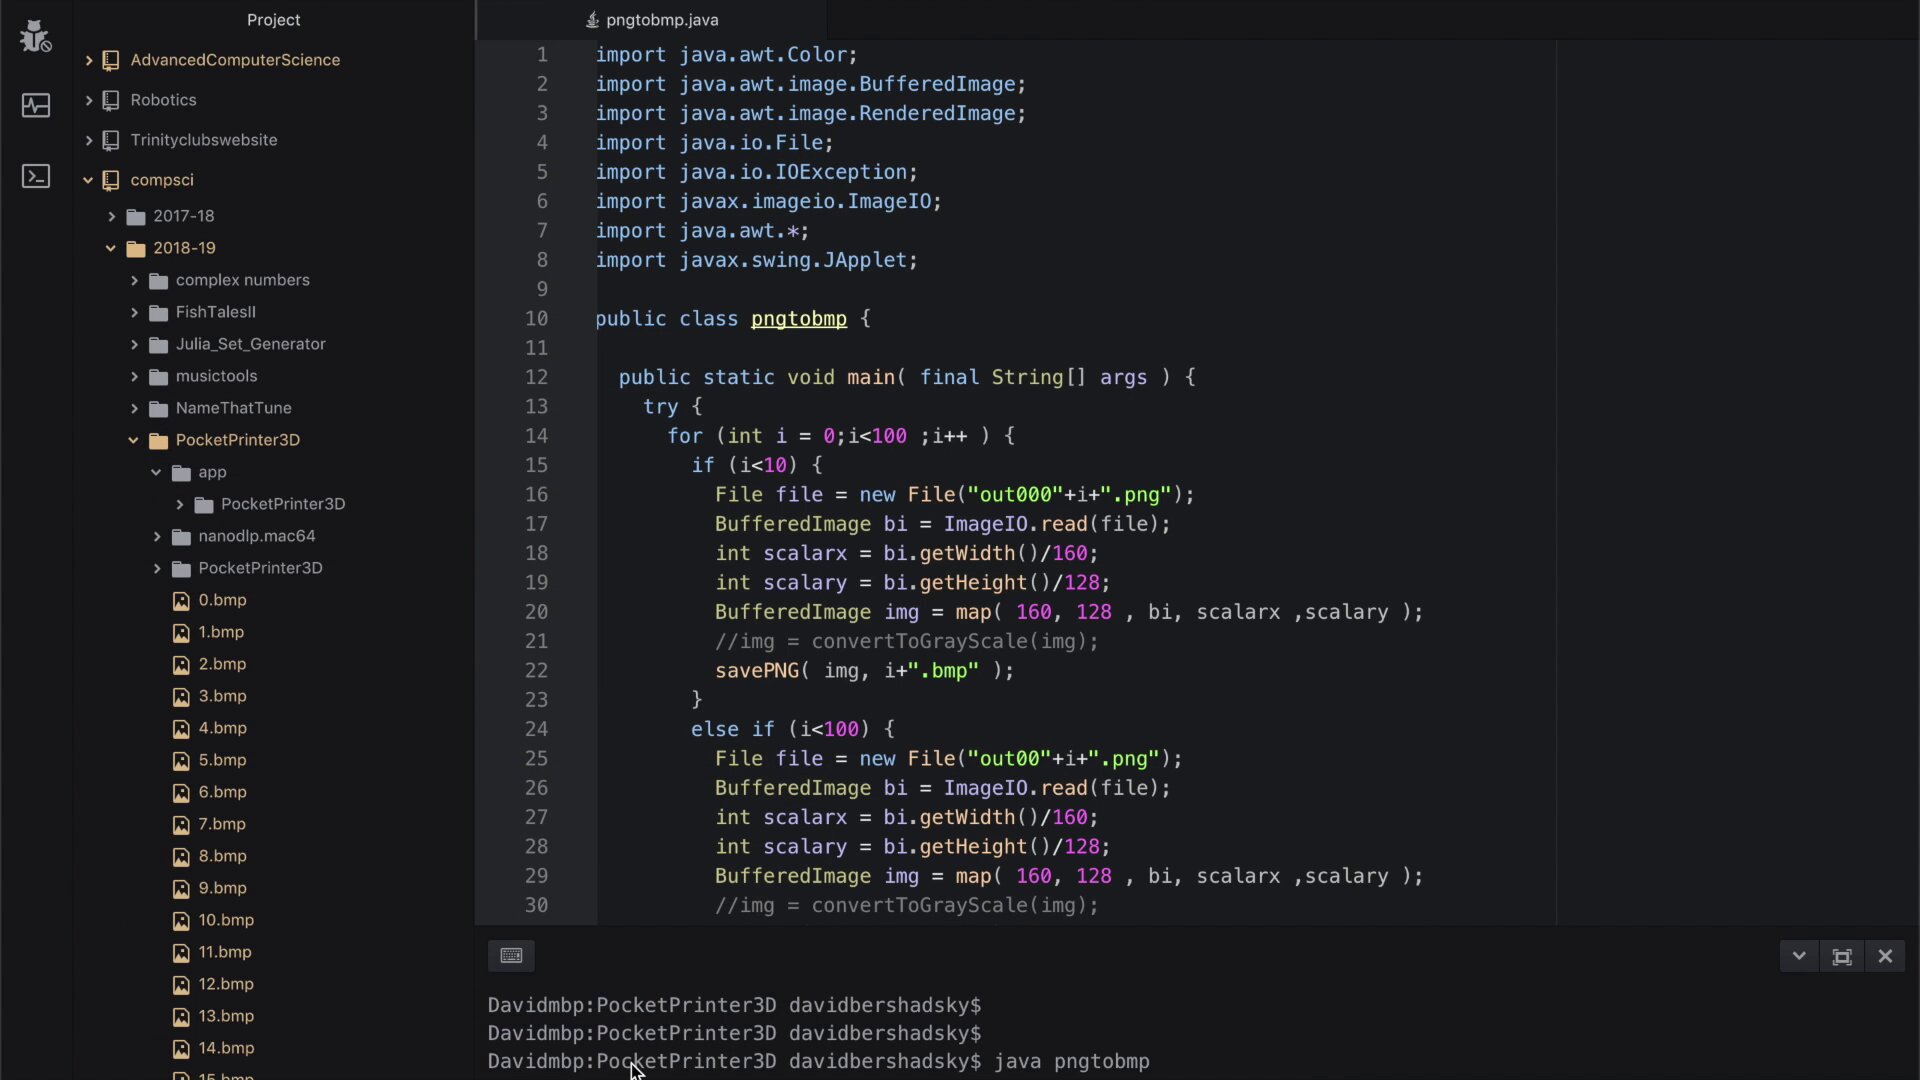 Project
AdvancedComputerScience
Robotics
Trinityclubswebsite
compsci
2017-18
2018-19
complex numbers
FishTalesII
Julia_Set_Generator
musictools
NameThatTune
PocketPrinter3D
app
PocketPrinter3D
nanodlp.mac64
PocketPrinter3D
0.bmp
1.bmp
2.bmp
3.bmp
4.bmp
5.bmp
6.bmp
7.bmp
8.bmp
9.bmp
10.bmp
11.bmp
12.bmp
13.bmp
14.bmp
15.bmp
pngtobmp.java
1 import java.awt.Color;
2 import java.awt.image.BufferedImage;
3 import java.awt.image.RenderedImage;
4 import java.io.File;
5 import java.io.IOException;
6 import javax.imageio.ImageIO;
7 import java.awt.*;
8 import javax.swing.JApplet;
9
10 public class pngtobmp {
11
12 public static void main( final String[] args ) {
13 try {
14 for (int i = 0;i<100 ;i++ ) {
15 if (i<10) {
16 File file = new File("out000"+i+".png");
17 BufferedImage bi = ImageIO.read(file);
18 int scalarx = bi.getWidth()/160;
19 int scalary = bi.getHeight()/128;
20 BufferedImage img = map( 160, 128 , bi, scalarx ,scalary );
21 //img = convertToGrayScale(img);
22 savePNG( img, i+".bmp" );
23 }
24 else if (i<100) {
25 File file = new File("out00"+i+".png");
26 BufferedImage bi = ImageIO.read(file);
27 int scalarx = bi.getWidth()/160;
28 int scalary = bi.getHeight()/128;
29 BufferedImage img = map( 160, 128 , bi, scalarx ,scalary );
30 //img = convertToGrayScale(img);
Davidmbp:PocketPrinter3D davidbershadsky$
Davidmbp:PocketPrinter3D davidbershadsky$
Davidmbp:PocketPrinter3D davidbershadsky$ java pngtobmp